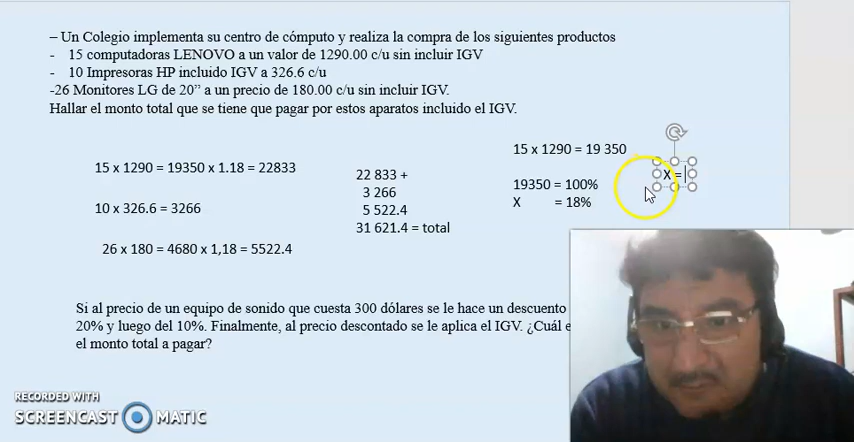 – Un Colegio implementa su centro de cómputo y realiza la compra de los siguientes productos
- 15 computadoras LENOVO a un valor de 1290.00 c/u sin incluir IGV
- 10 Impresoras HP incluido IGV a 326.6 c/u
-26 Monitores LG de 20” a un precio de 180.00 c/u sin incluir IGV.
Hallar el monto total que se tiene que pagar por estos aparatos incluido el IGV.
15 x 1290 = 19350 x 1.18 = 22833
10 x 326.6 = 3266
26 x 180 = 4680 x 1,18 = 5522.4
22 833 +
3 266
5 522.4
31 621.4 = total
15 x 1290 = 19 350
19350 = 100%
X = 18%
X =
Si al precio de un equipo de sonido que cuesta 300 dólares se le hace un descuento
20% y luego del 10%. Finalmente, al precio descontado se le aplica el IGV. ¿Cuál e
el monto total a pagar?
RECORDED WITH
SCREENCAST MATIC